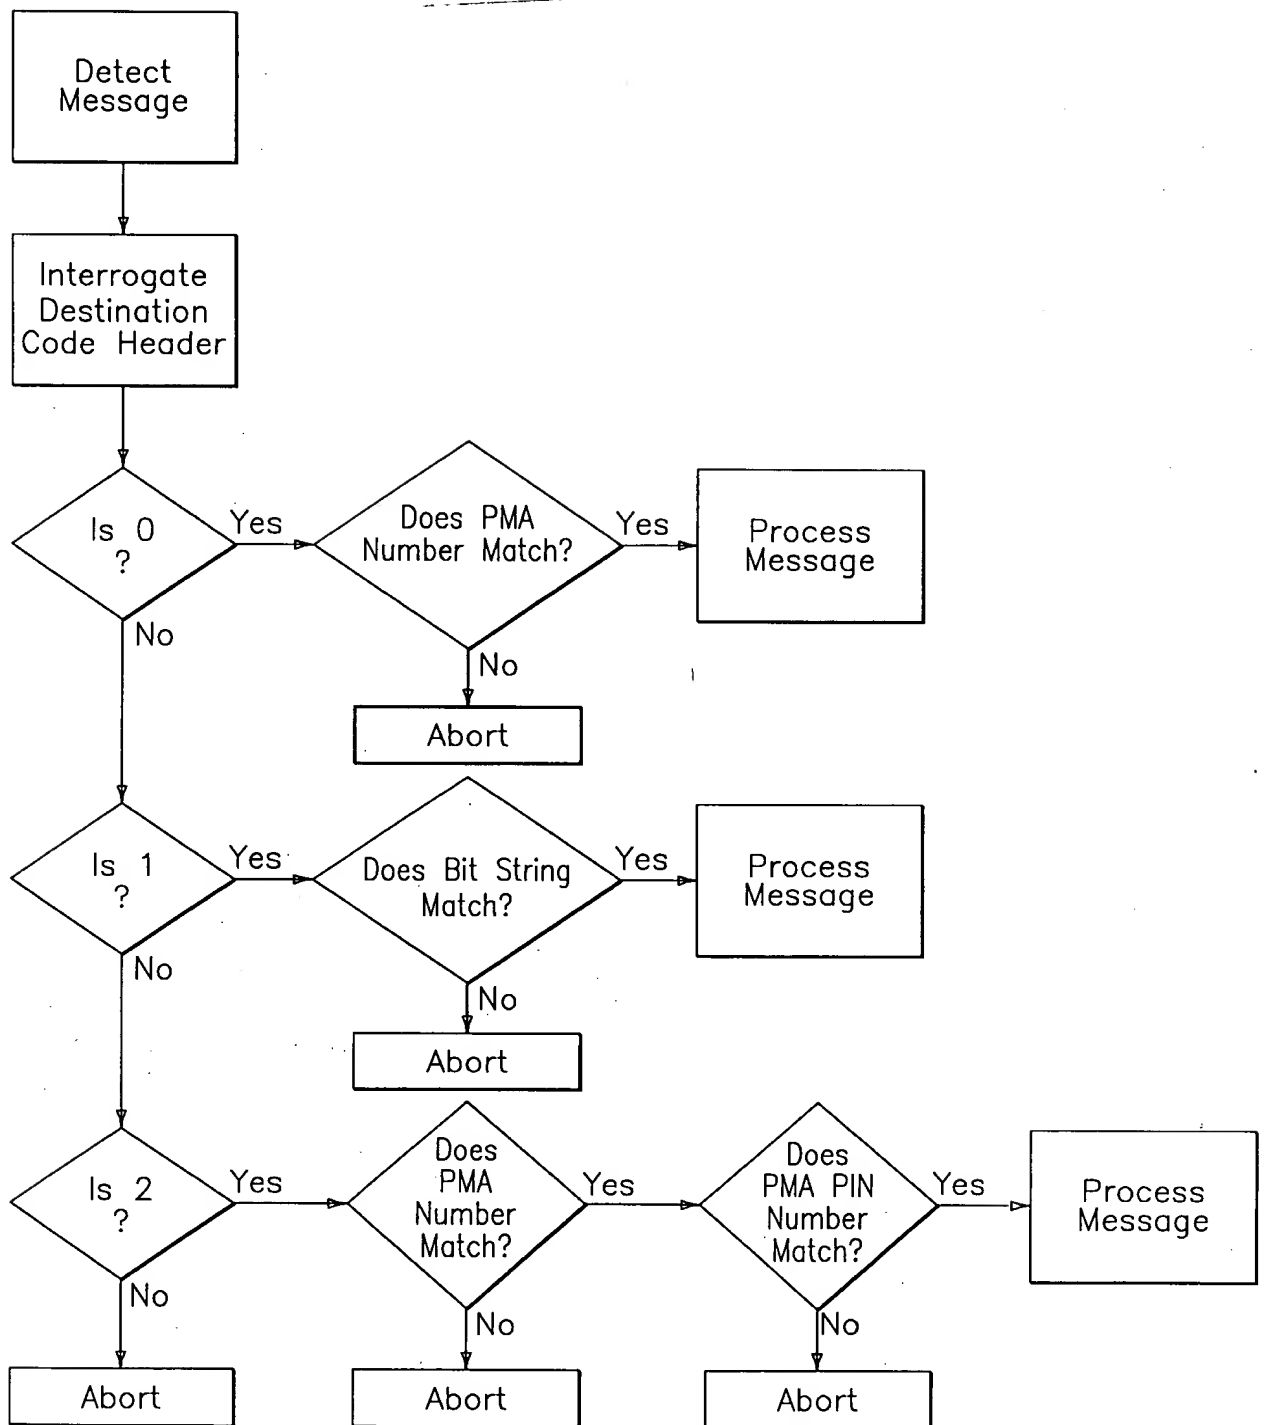 Detect
Message
Interrogate
Destination
Code Header
Is 0
?
Yes
Does PMA
Number Match?
Yes
Process
Message
No
No
Abort
Is 1
?
Yes
Does Bit String
Match?
Yes
Process
Message
No
No
Abort
Is 2
?
Yes
Does
PMA
Number
Match?
Yes
Does
PMA PIN
Number
Match?
Yes
Process
Message
No
No
No
Abort
Abort
Abort